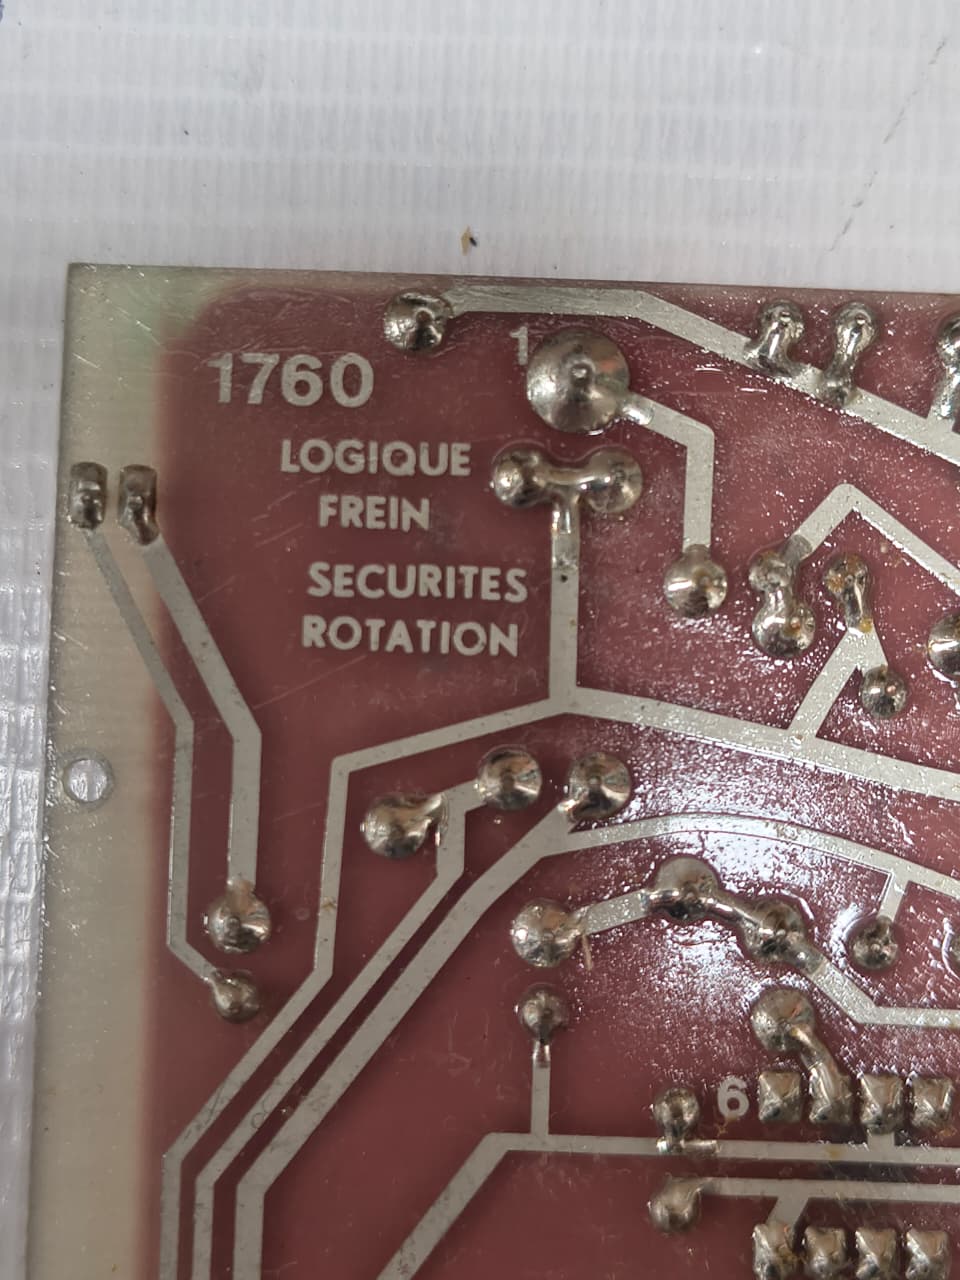 1760
1
LOGIQUE
FREIN
SECURITES
ROTATION
6